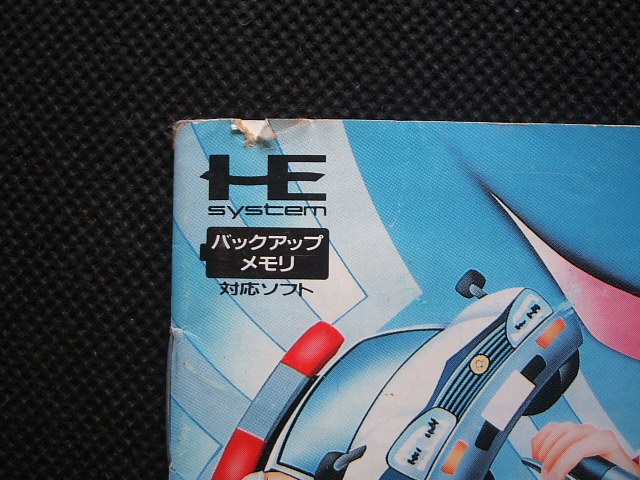 HE
system
バックアップ
メモリ
対応ソフト